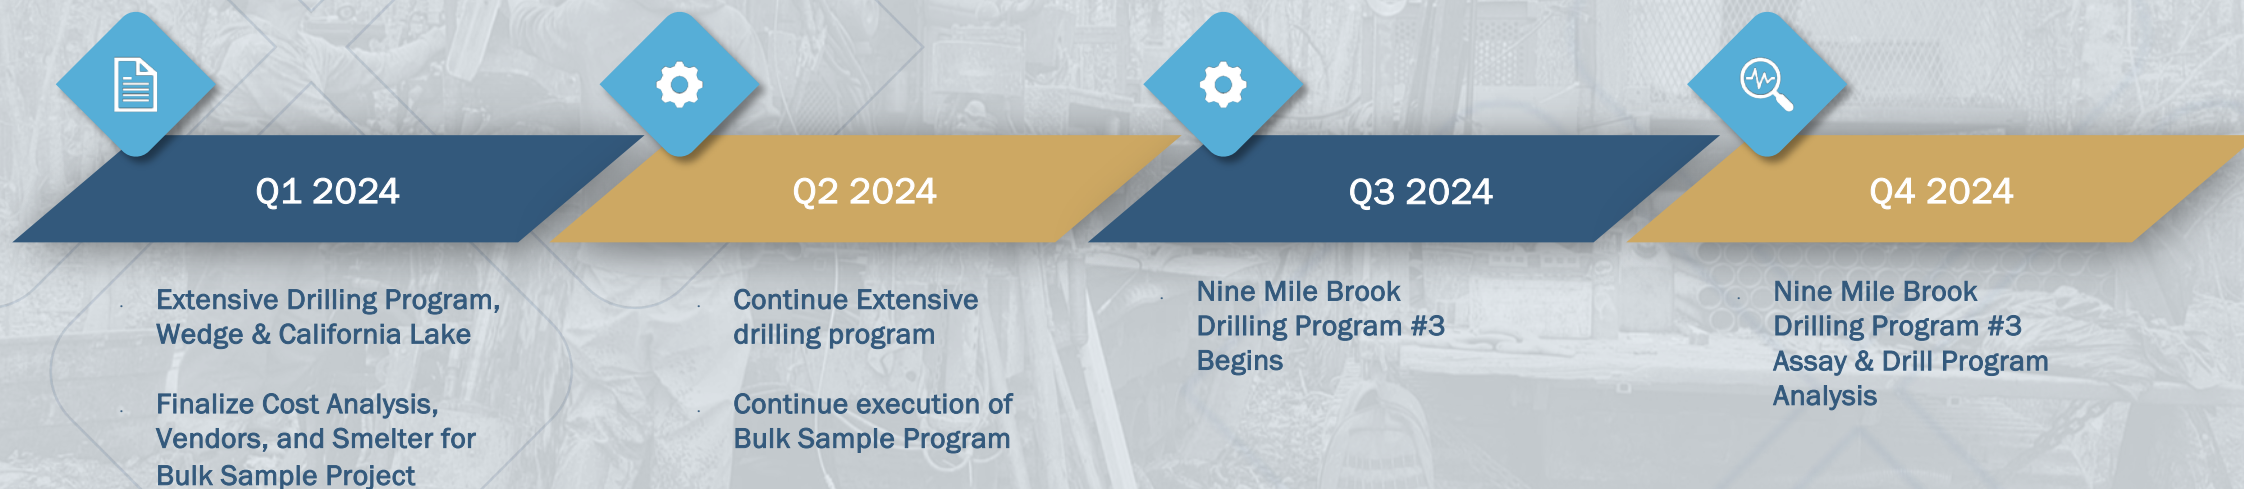 Q1 2024
Extensive Drilling Program,
Wedge & California Lake
Finalize Cost Analysis,
Vendors, and Smelter for
Bulk Sample Project
Q2 2024
Continue Extensive
drilling program
Continue execution of
Bulk Sample Program
Q3 2024
Nine Mile Brook
Drilling Program #3
Begins
Q4 2024
Nine Mile Brook
Drilling Program #3
Assay & Drill Program
Analysis